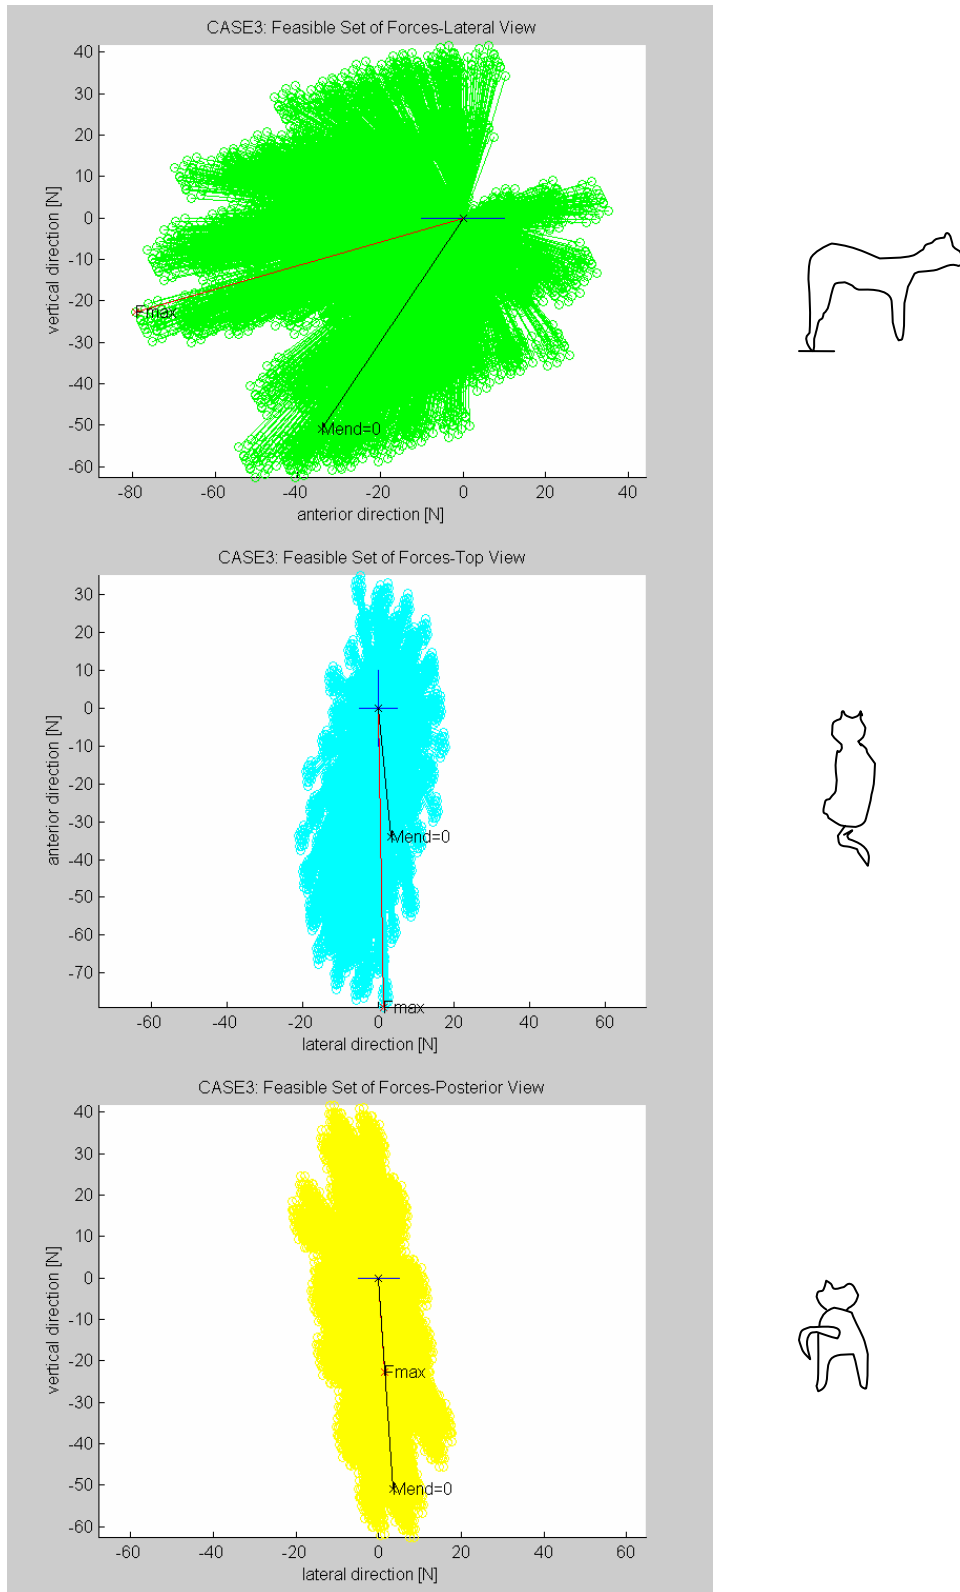 CASE3: Feasible Set of Forces-Lateral View
40
30
20
10
0
-10
-20
-30
-40
-50
-60
vertical direction [N]
Fmax
Mend=0
-80 -60 -40 -20 0 20 40
anterior direction [N]
CASE3: Feasible Set of Forces-Top View
30
20
10
0
-10
-20
-30
-40
-50
-60
-70
anterior direction [N]
Mend=0
Fmax
-60 -40 -20 0 20 40 60
lateral direction [N]
CASE3: Feasible Set of Forces-Posterior View
40
30
20
10
0
-10
-20
-30
-40
-50
-60
vertical direction [N]
Fmax
Mend=0
-60 -40 -20 0 20 40 60
lateral direction [N]